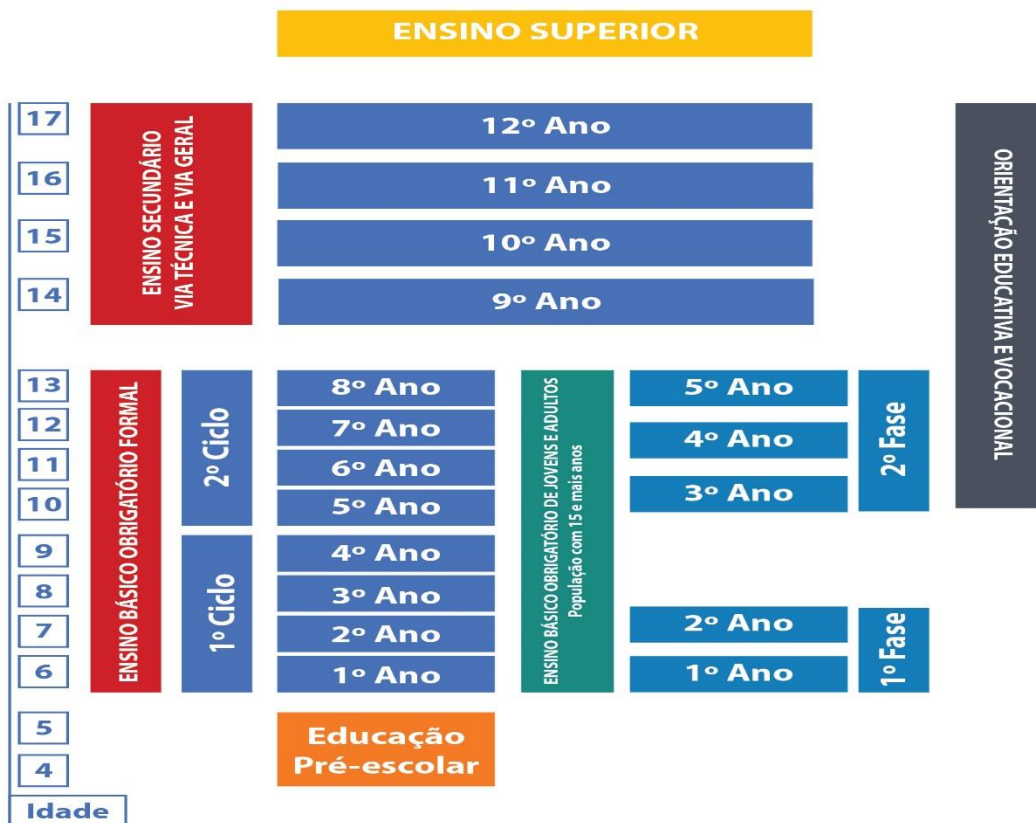 ENSINO SUPERIOR
17
16
15
14
ENSINO SECUNDÁRIO
VIA TÉCNICA E VIA GERAL
12º Ano
11º Ano
10º Ano
9º Ano
ORIENTAÇÃO EDUCATIVA E VOCACIONAL
13
12
11
10
9
8
7
6
ENSINO BÁSICO OBRIGATÓRIO FORMAL
2º Ciclo
1º Ciclo
8º Ano
7º Ano
6º Ano
5º Ano
4º Ano
3º Ano
2º Ano
1º Ano
ENSINO BÁSICO OBRIGATÓRIO DE JOVENS E ADULTOS
População com 15 e mais anos
5º Ano
4º Ano
3º Ano
2º Fase
2º Ano
1º Ano
1º Fase
5
4
Educação
Pré-escolar
Idade